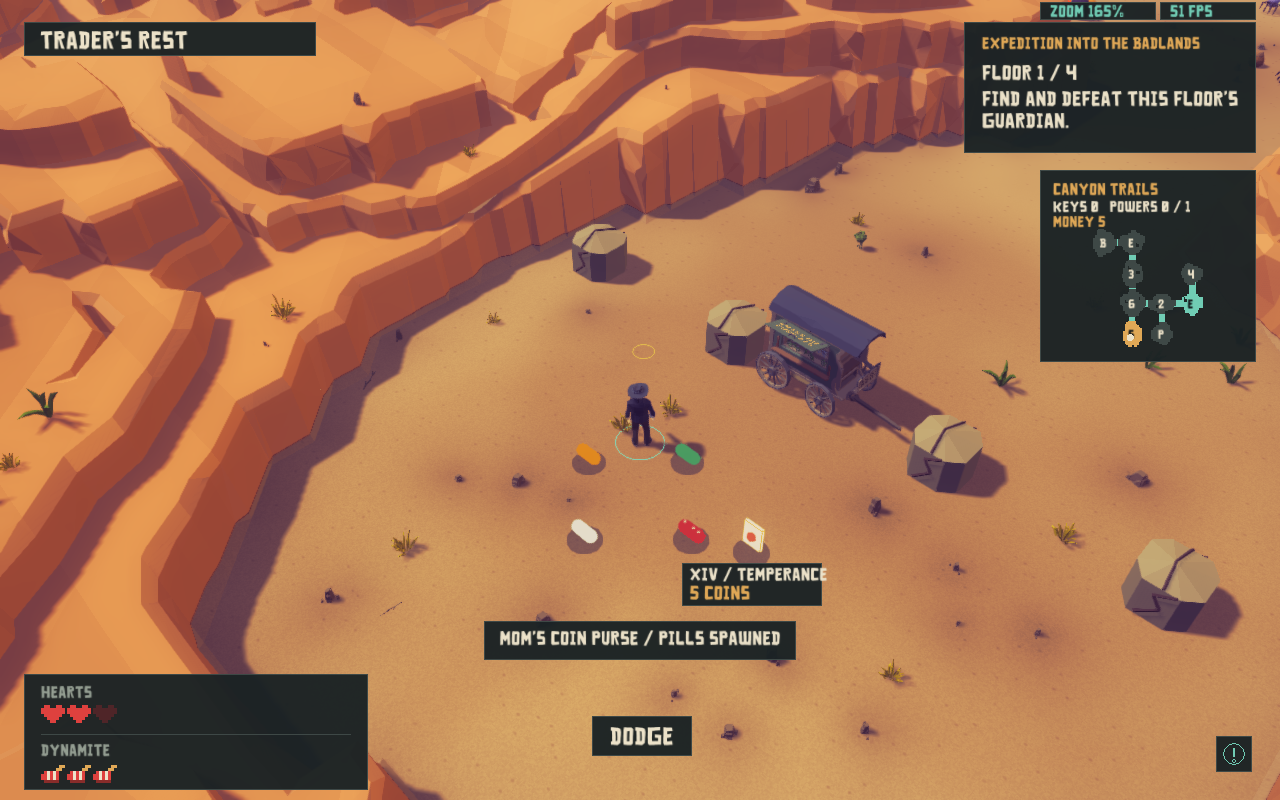 TRADER'S REST
ZOOM 165%
51 FPS
EXPEDITION INTO THE BADLANDS
FLOOR 1 / 4
FIND AND DEFEAT THIS FLOOR'S
GUARDIAN.
CANYON TRAILS
KEYS 0 POWERS 0 / 1
MONEY 5
B E
3 4
6 2 E
P
XIV / TEMPERANCE
5 COINS
MOM'S COIN PURSE / PILLS SPAWNED
DODGE
HEARTS
DYNAMITE